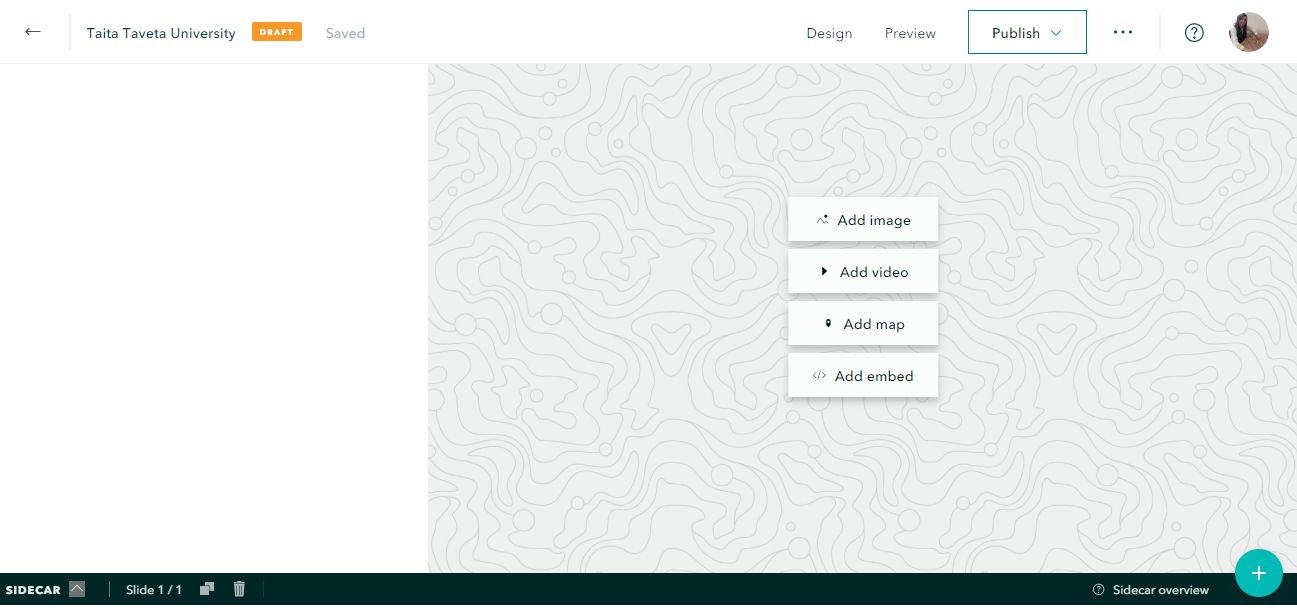 Taita Taveta University DRAFT Saved Design Preview Publish
Add image
Add video
Add map
Add embed
SIDECAR Slide 1 / 1 Sidecar overview